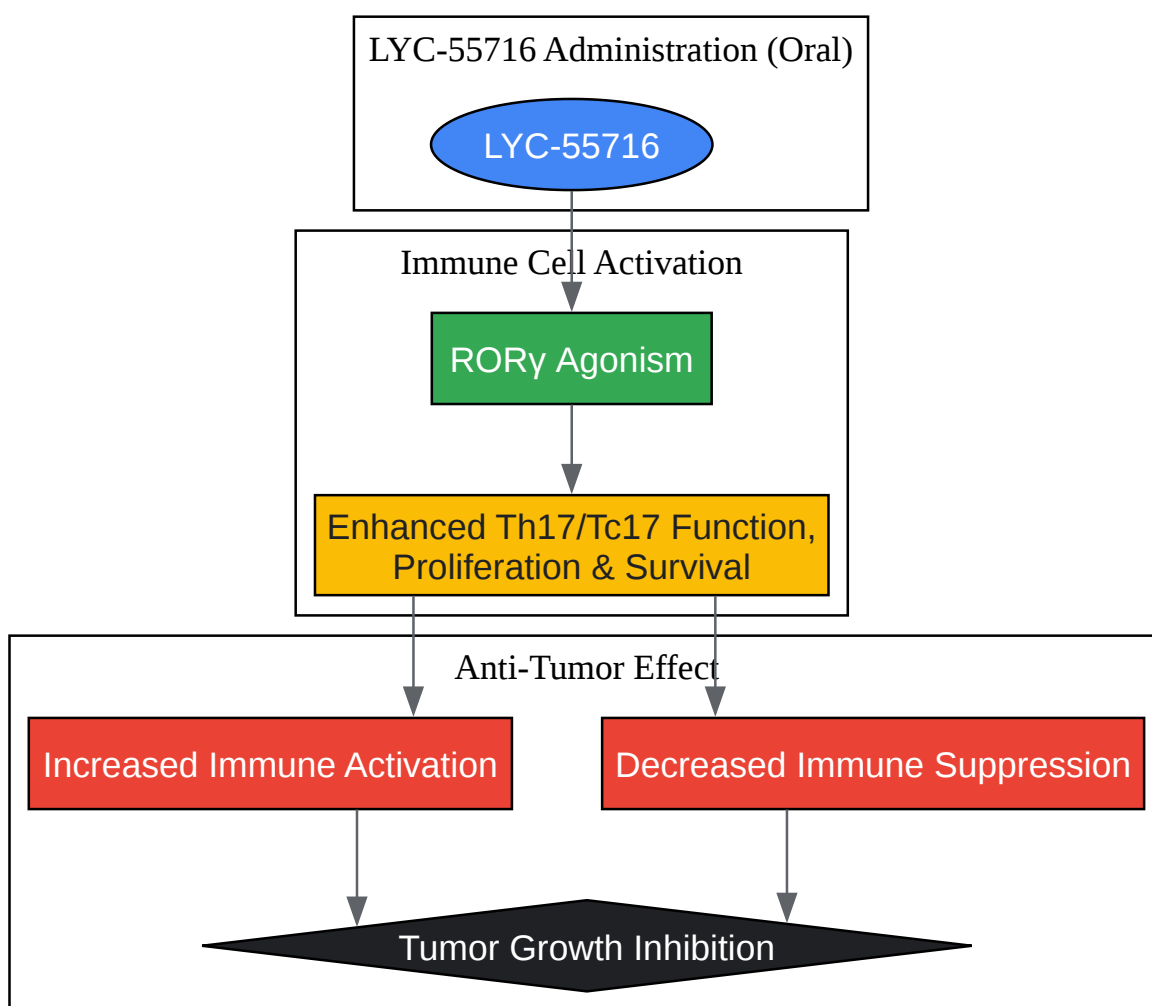 LYC-55716 Administration (Oral)
LYC-55716
Immune Cell Activation
RORγ Agonism
Enhanced Th17/Tc17 Function,
Proliferation & Survival
Anti-Tumor Effect
Increased Immune Activation
Decreased Immune Suppression
Tumor Growth Inhibition